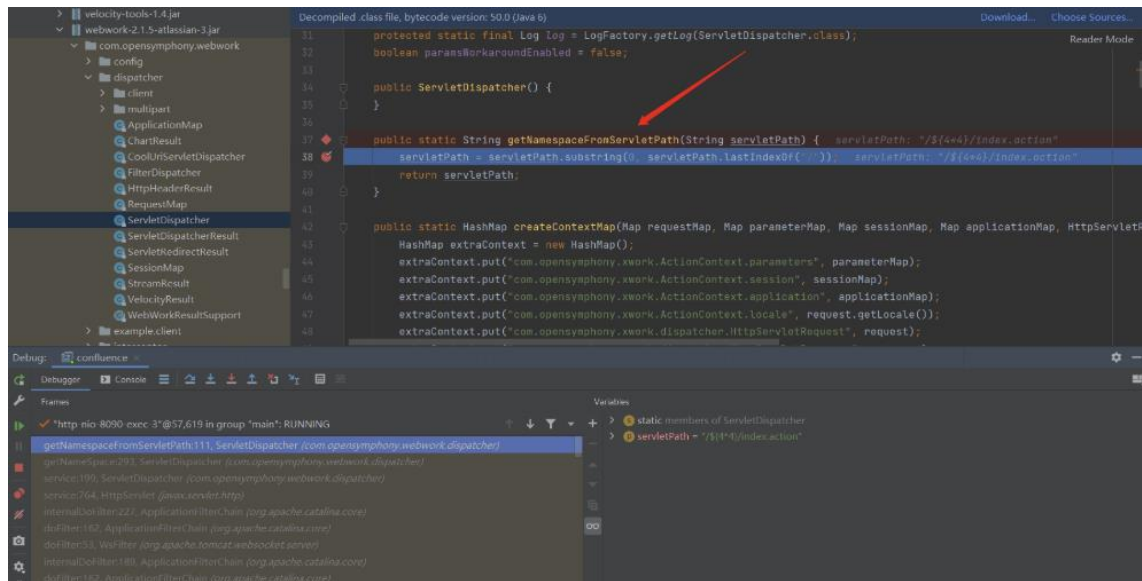 velocity-tools-1.4.jar
webwork-2.1.5-atlassian-3.jar
com.opensymphony.webwork
config
dispatcher
client
multipart
ApplicationMap
ChartResult
CoolUriServletDispatcher
FilterDispatcher
HttpHeaderResult
RequestMap
ServletDispatcher
ServletDispatcherResult
ServletRedirectResult
SessionMap
StreamResult
VelocityResult
WebWorkResultSupport
example.client
Decompiled .class file, bytecode version: 50.0 (Java 6) Download... Choose Sources...
Reader Mode
31 protected static final Log log = LogFactory.getLog(ServletDispatcher.class);
32 boolean paramsWorkaroundEnabled = false;
33
34 public ServletDispatcher() {
35 }
36
37 public static String getNamespaceFromServletPath(String servletPath) { servletPath: "/${4*4}/index.action"
38 servletPath = servletPath.substring(0, servletPath.lastIndexOf("/")); servletPath: "/${4*4}/index.action"
39 return servletPath;
40 }
41
42 public static HashMap createContextMap(Map requestMap, Map parameterMap, Map sessionMap, Map applicationMap, HttpServletR
43 HashMap extraContext = new HashMap();
44 extraContext.put("com.opensymphony.xwork.ActionContext.parameters", parameterMap);
45 extraContext.put("com.opensymphony.xwork.ActionContext.session", sessionMap);
46 extraContext.put("com.opensymphony.xwork.ActionContext.application", applicationMap);
47 extraContext.put("com.opensymphony.xwork.ActionContext.locale", request.getLocale());
48 extraContext.put("com.opensymphony.xwork.dispatcher.HttpServletRequest", request);
Debug: confluence
Debugger Console
Frames
"http-nio-8090-exec-3"@57,619 in group "main": RUNNING
getNamespaceFromServletPath:111, ServletDispatcher (com.opensymphony.webwork.dispatcher)
getNameSpace:293, ServletDispatcher (com.opensymphony.webwork.dispatcher)
service:190, ServletDispatcher (com.opensymphony.webwork.dispatcher)
service:764, HttpServlet (javax.servlet.http)
internalDoFilter:227, ApplicationFilterChain (org.apache.catalina.core)
doFilter:162, ApplicationFilterChain (org.apache.catalina.core)
doFilter:53, WsFilter (org.apache.tomcat.websocket.server)
internalDoFilter:189, ApplicationFilterChain (org.apache.catalina.core)
doFilter:162, ApplicationFilterChain (org.apache.catalina.core)
Variables
static members of ServletDispatcher
servletPath = "/${4*4}/index.action"